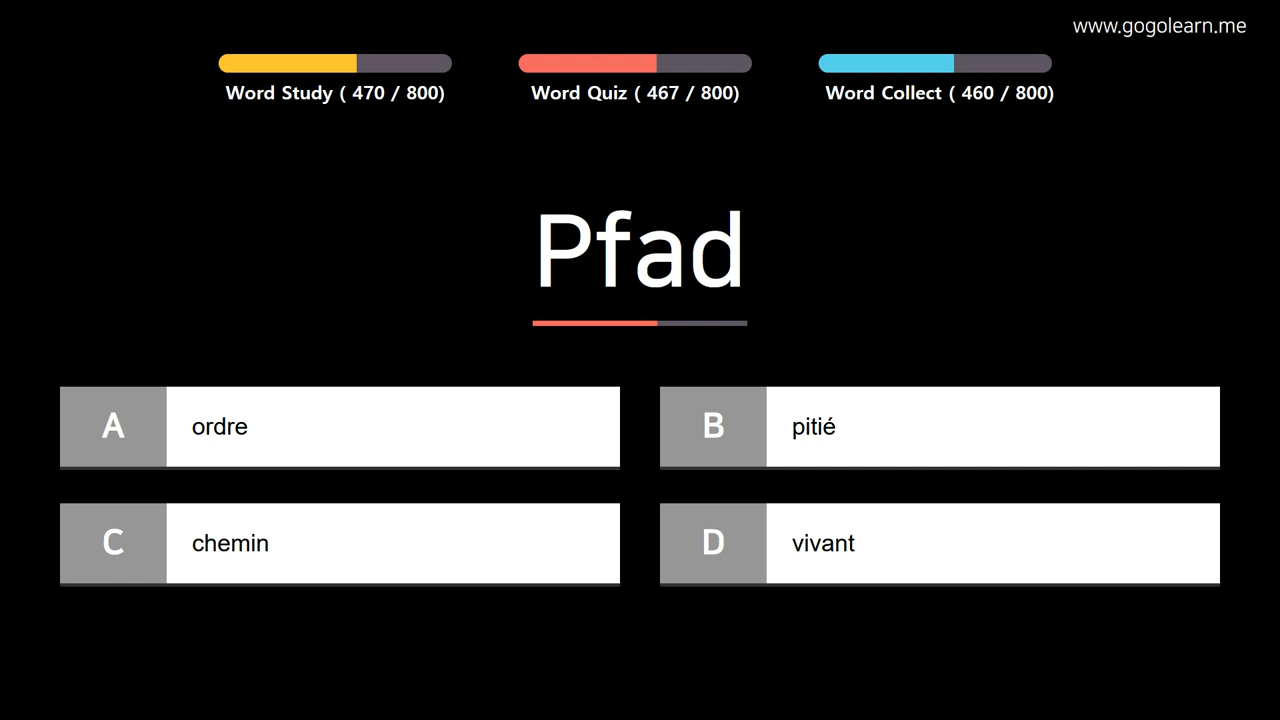 www.gogolearn.me
Word Study ( 470 / 800)
Word Quiz ( 467 / 800)
Word Collect ( 460 / 800)
Pfad
A ordre
B pitié
C chemin
D vivant